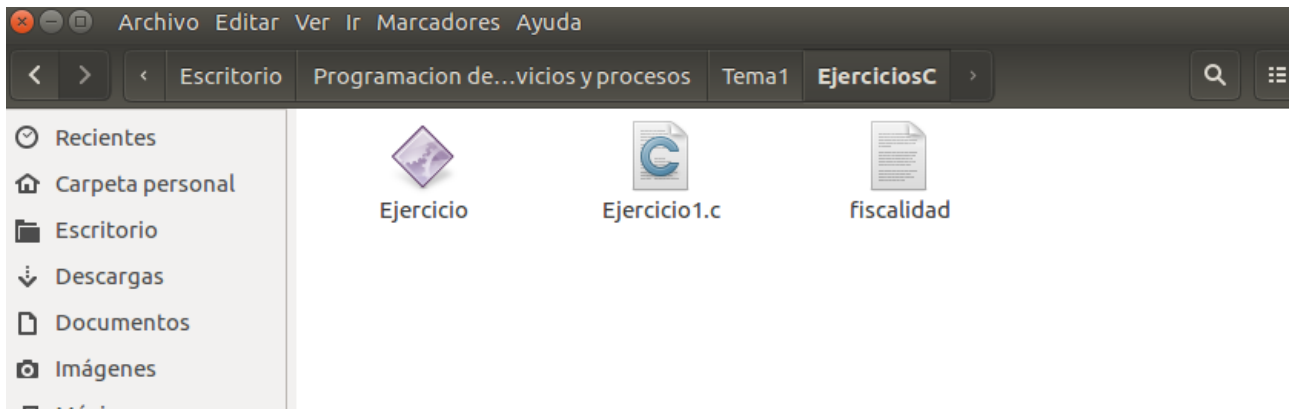 Archivo Editar Ver Ir Marcadores Ayuda
Escritorio Programacion de...vicios y procesos Tema1 EjerciciosC
Recientes
Carpeta personal
Escritorio
Descargas
Documentos
Imágenes
Ejercicio Ejercicio1.c fiscalidad